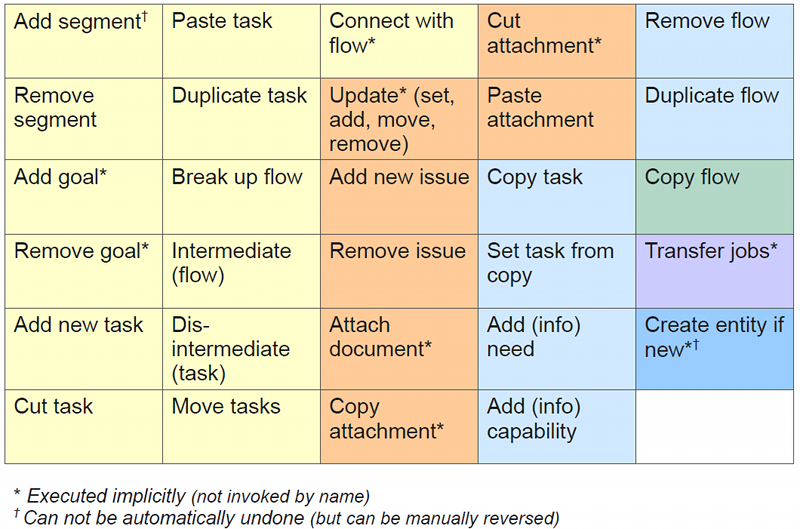 Add segment†
Paste task
Connect with
flow*
Cut
attachment*
Remove flow
Remove
segment
Duplicate task
Update* (set,
add, move,
remove)
Paste
attachment
Duplicate flow
Add goal*
Break up flow
Add new issue
Copy task
Copy flow
Remove goal*
Intermediate
(flow)
Remove issue
Set task from
copy
Transfer jobs*
Add new task
Dis-
intermediate
(task)
Attach
document*
Add (info)
need
Create entity if
new*†
Cut task
Move tasks
Copy
attachment*
Add (info)
capability
* Executed implicitly (not invoked by name)
† Can not be automatically undone (but can be manually reversed)